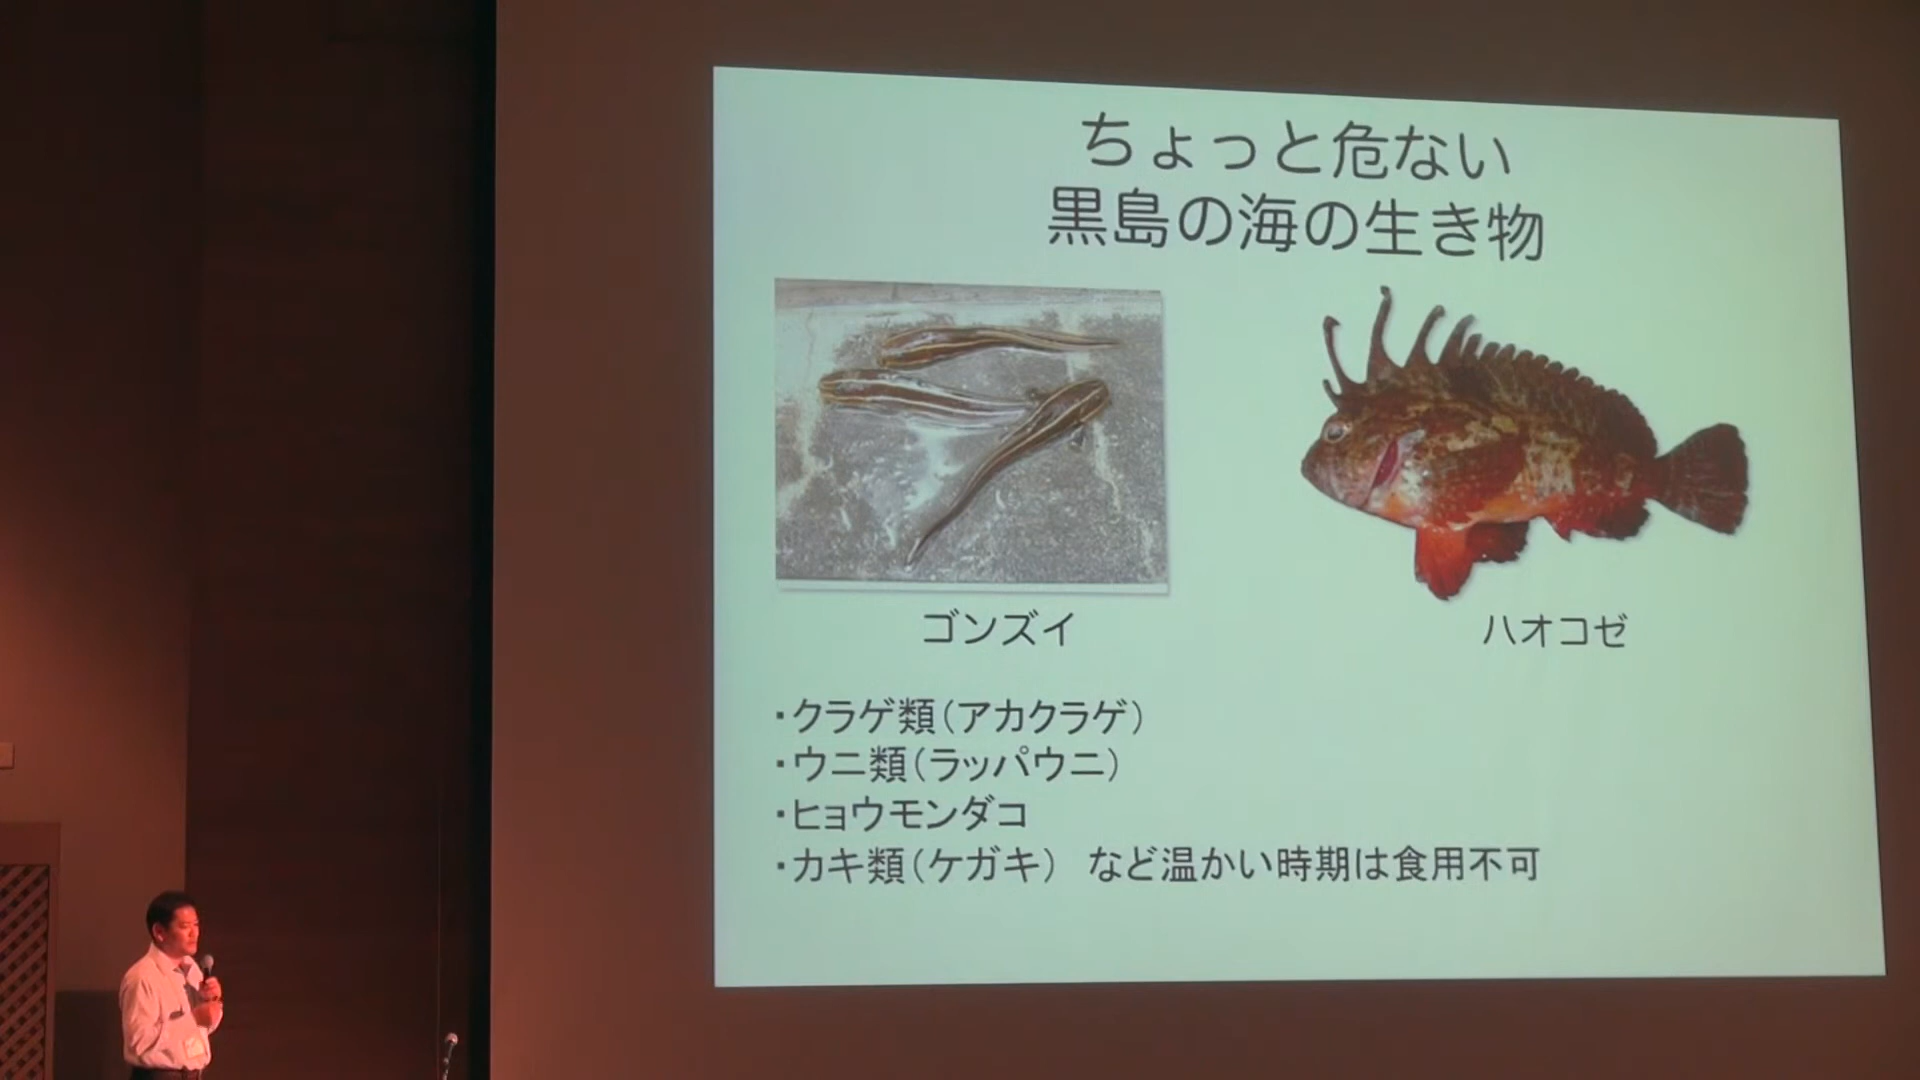 ちょっと危ない
黒島の海の生き物
ゴンズイ
ハオコゼ
・クラゲ類（アカクラゲ）
・ウニ類（ラッパウニ）
・ヒョウモンダコ
・カキ類（ケガキ） など温かい時期は食用不可